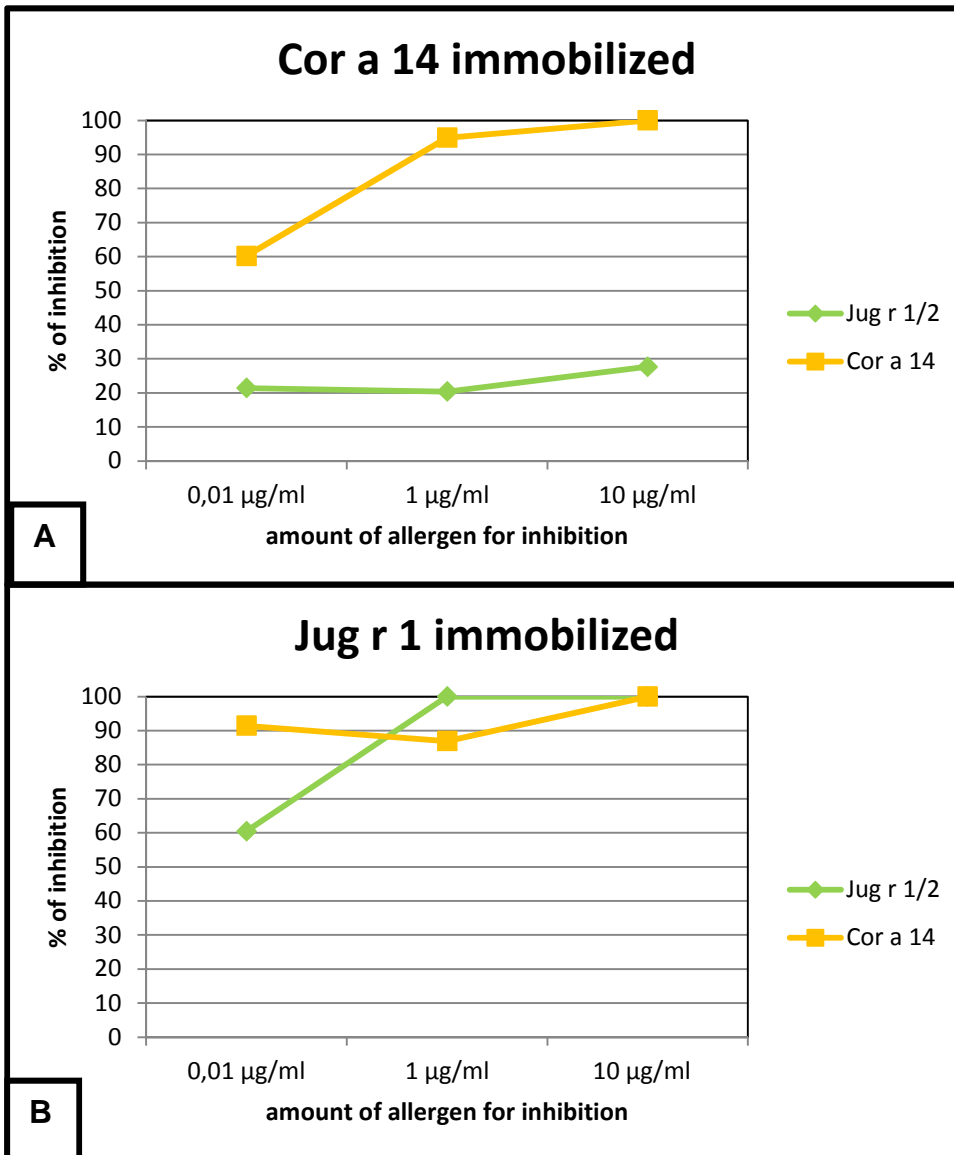 Cor a 14 immobilized
% of inhibition
100
90
80
70
60
50
40
30
20
10
0
0,01 µg/ml 1 µg/ml 10 µg/ml
amount of allergen for inhibition
Jug r 1/2
Cor a 14
A
Jug r 1 immobilized
% of inhibition
100
90
80
70
60
50
40
30
20
10
0
0,01 µg/ml 1 µg/ml 10 µg/ml
amount of allergen for inhibition
Jug r 1/2
Cor a 14
B